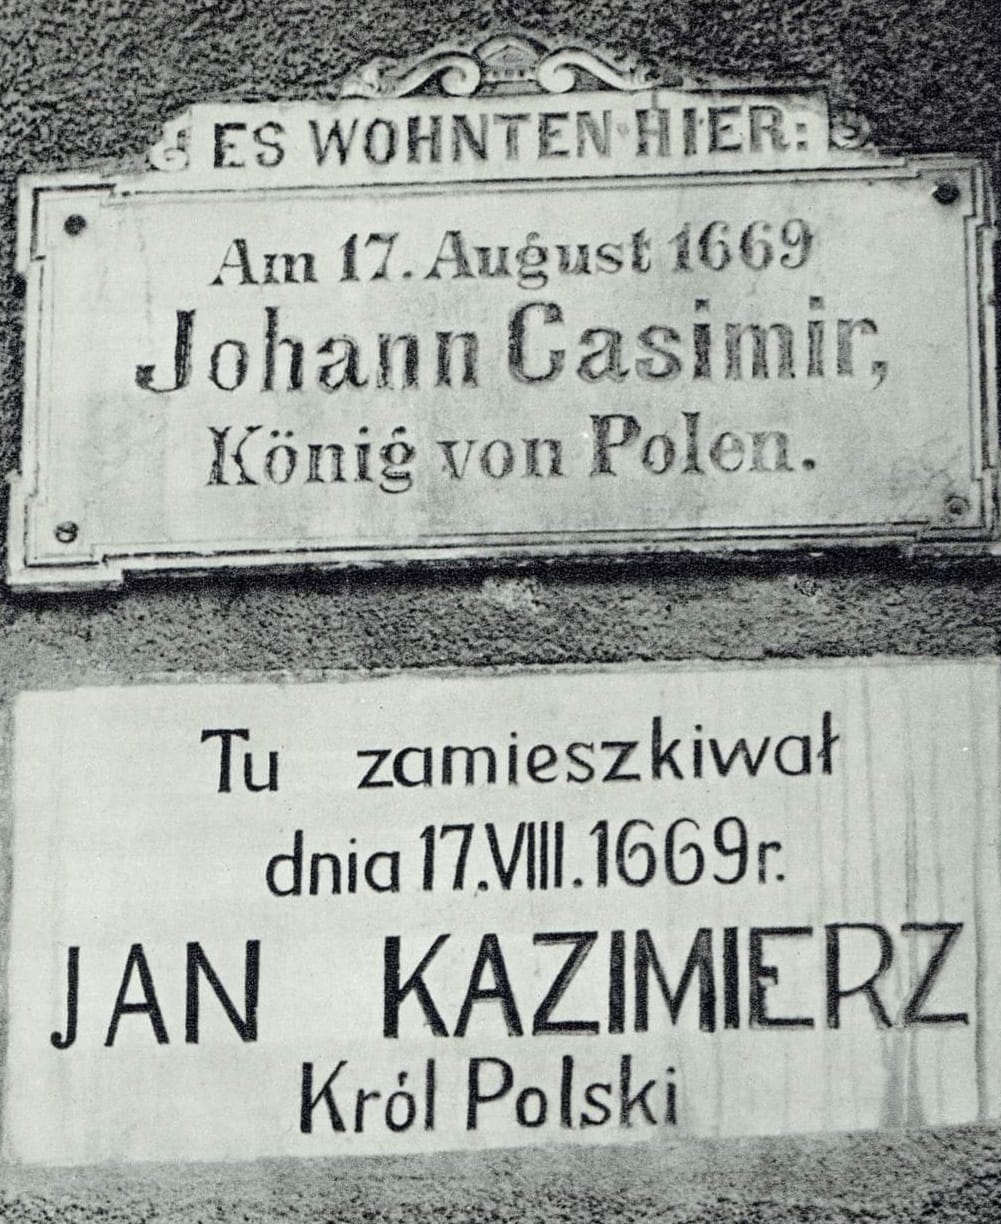 ES WOHNTEN HIER:
Am 17. August 1669
Johann Casimir,
König von Polen.
Tu zamieszkiwał
dnia 17.VIII.1669r.
JAN KAZIMIERZ
Król Polski